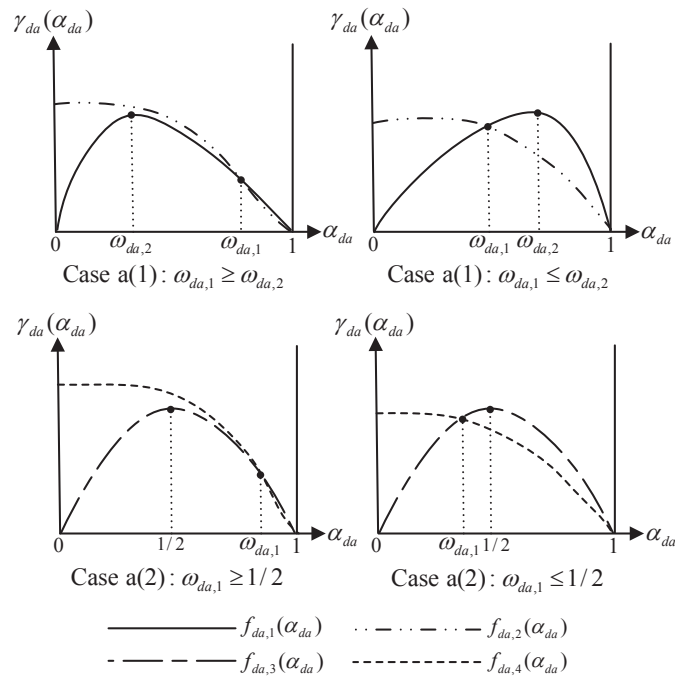 γ_da(α_da) γ_da(α_da)
0 ω_da,2 ω_da,1 1 α_da 0 ω_da,1 ω_da,2 1 α_da
Case a(1): ω_da,1 ≥ ω_da,2 Case a(1): ω_da,1 ≤ ω_da,2
γ_da(α_da) γ_da(α_da)
0 1/2 ω_da,1 1 α_da 0 ω_da,1 1/2 1 α_da
Case a(2): ω_da,1 ≥ 1/2 Case a(2): ω_da,1 ≤ 1/2
f_da,1(α_da) f_da,2(α_da)
f_da,3(α_da) f_da,4(α_da)